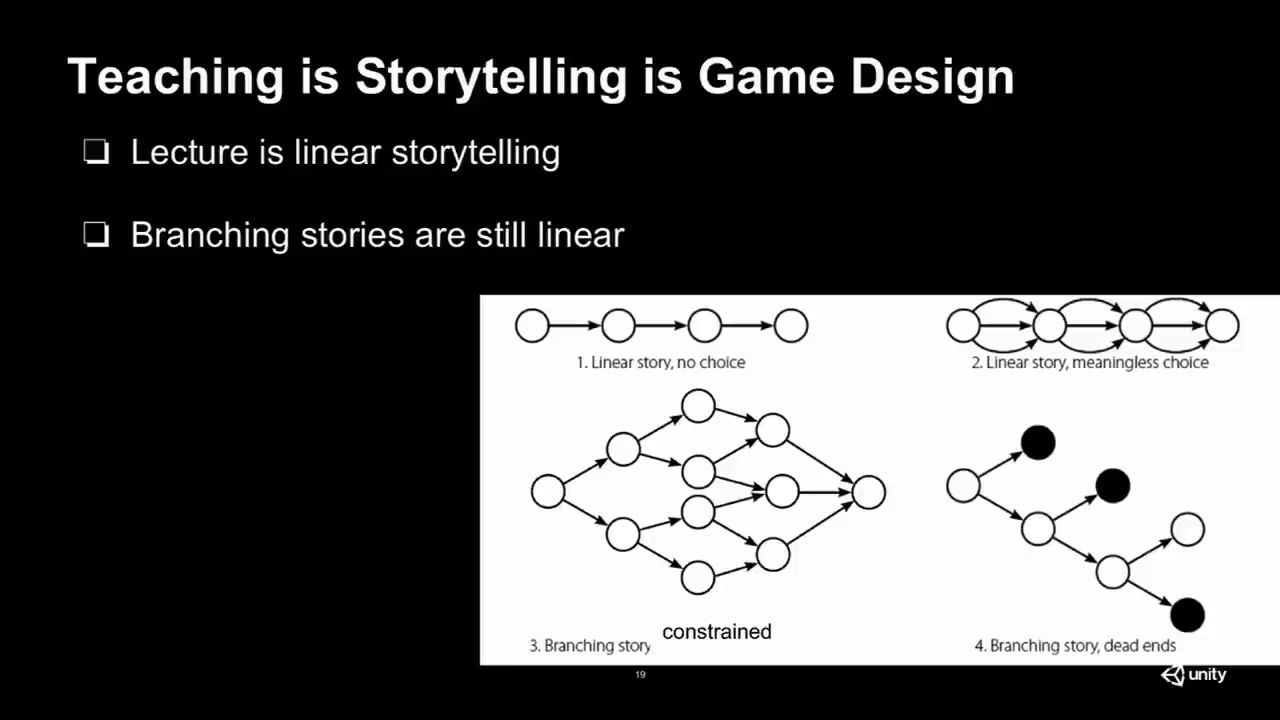 Teaching is Storytelling is Game Design
Lecture is linear storytelling
Branching stories are still linear
1. Linear story, no choice
2. Linear story, meaningless choice
constrained
3. Branching story
4. Branching story, dead ends
19
unity